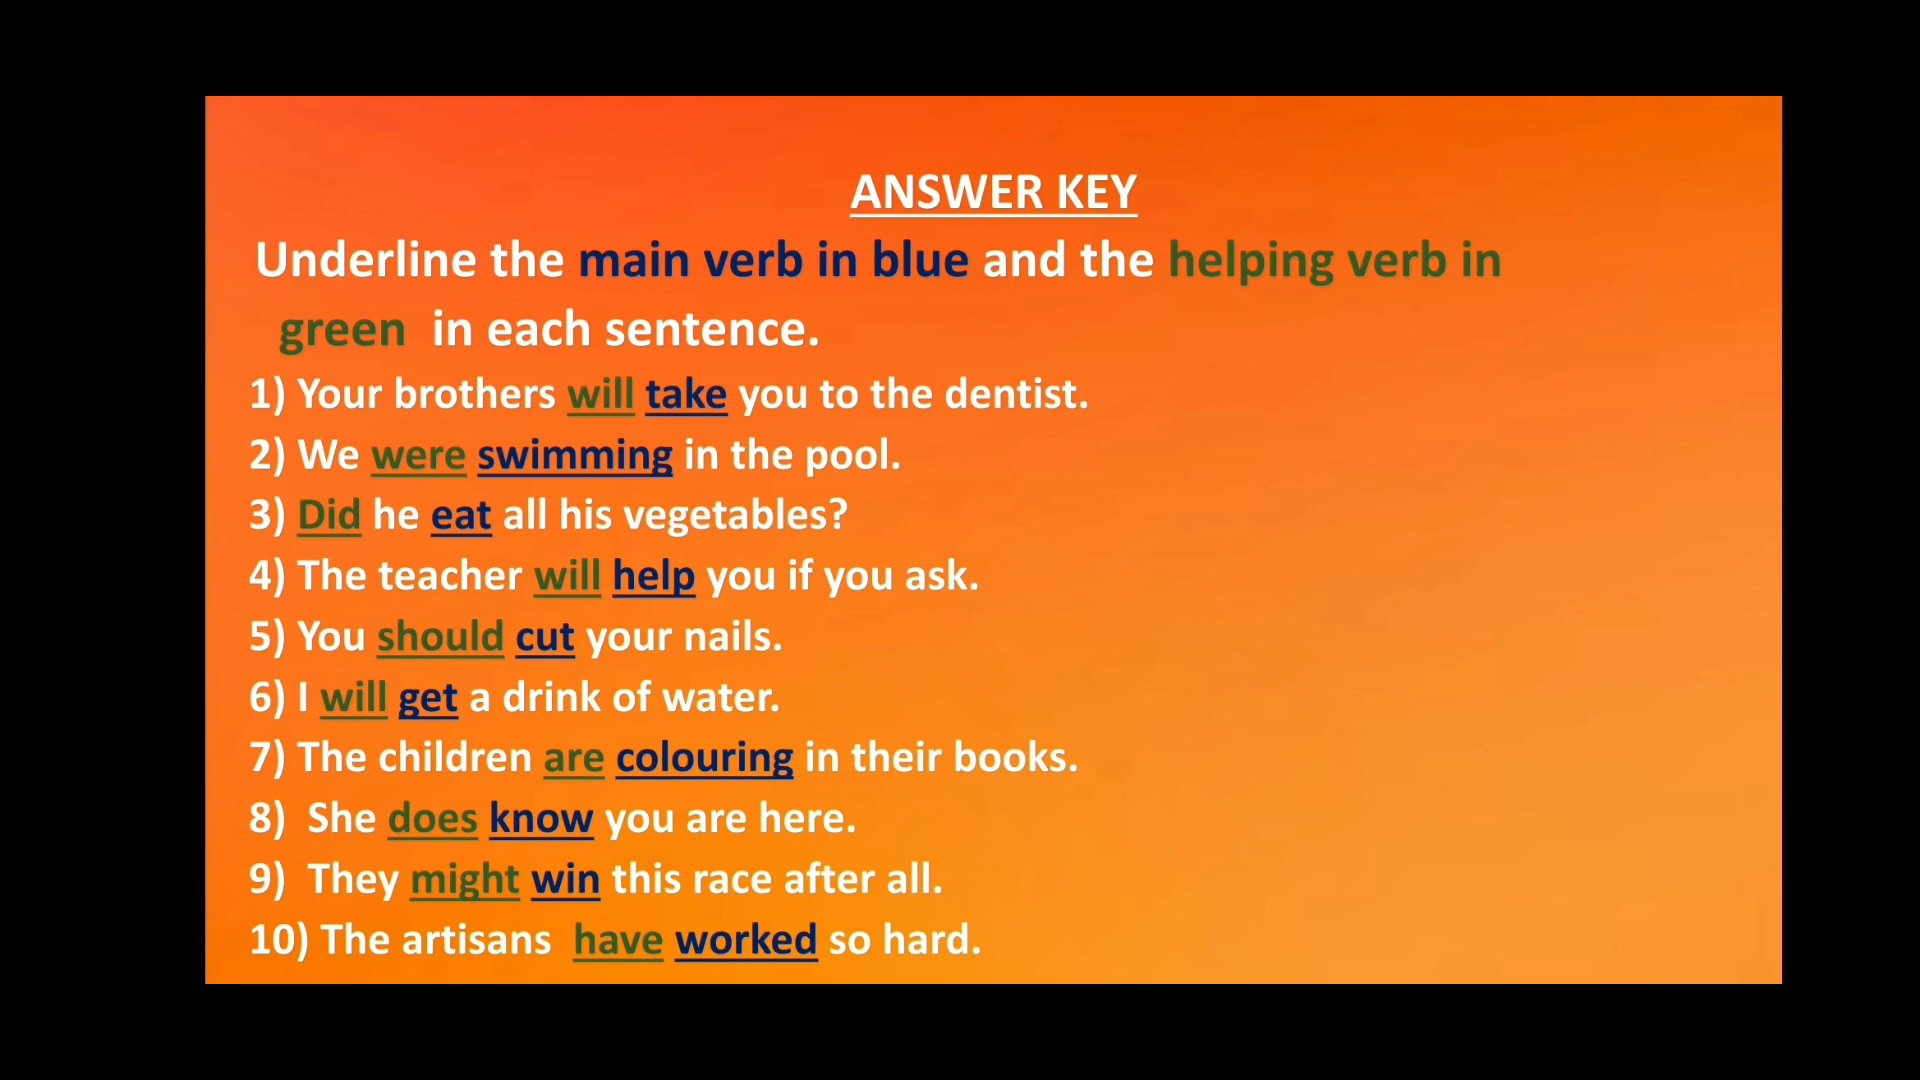 ANSWER KEY
Underline the main verb in blue and the helping verb in
green in each sentence.
1) Your brothers will take you to the dentist.
2) We were swimming in the pool.
3) Did he eat all his vegetables?
4) The teacher will help you if you ask.
5) You should cut your nails.
6) I will get a drink of water.
7) The children are colouring in their books.
8) She does know you are here.
9) They might win this race after all.
10) The artisans have worked so hard.